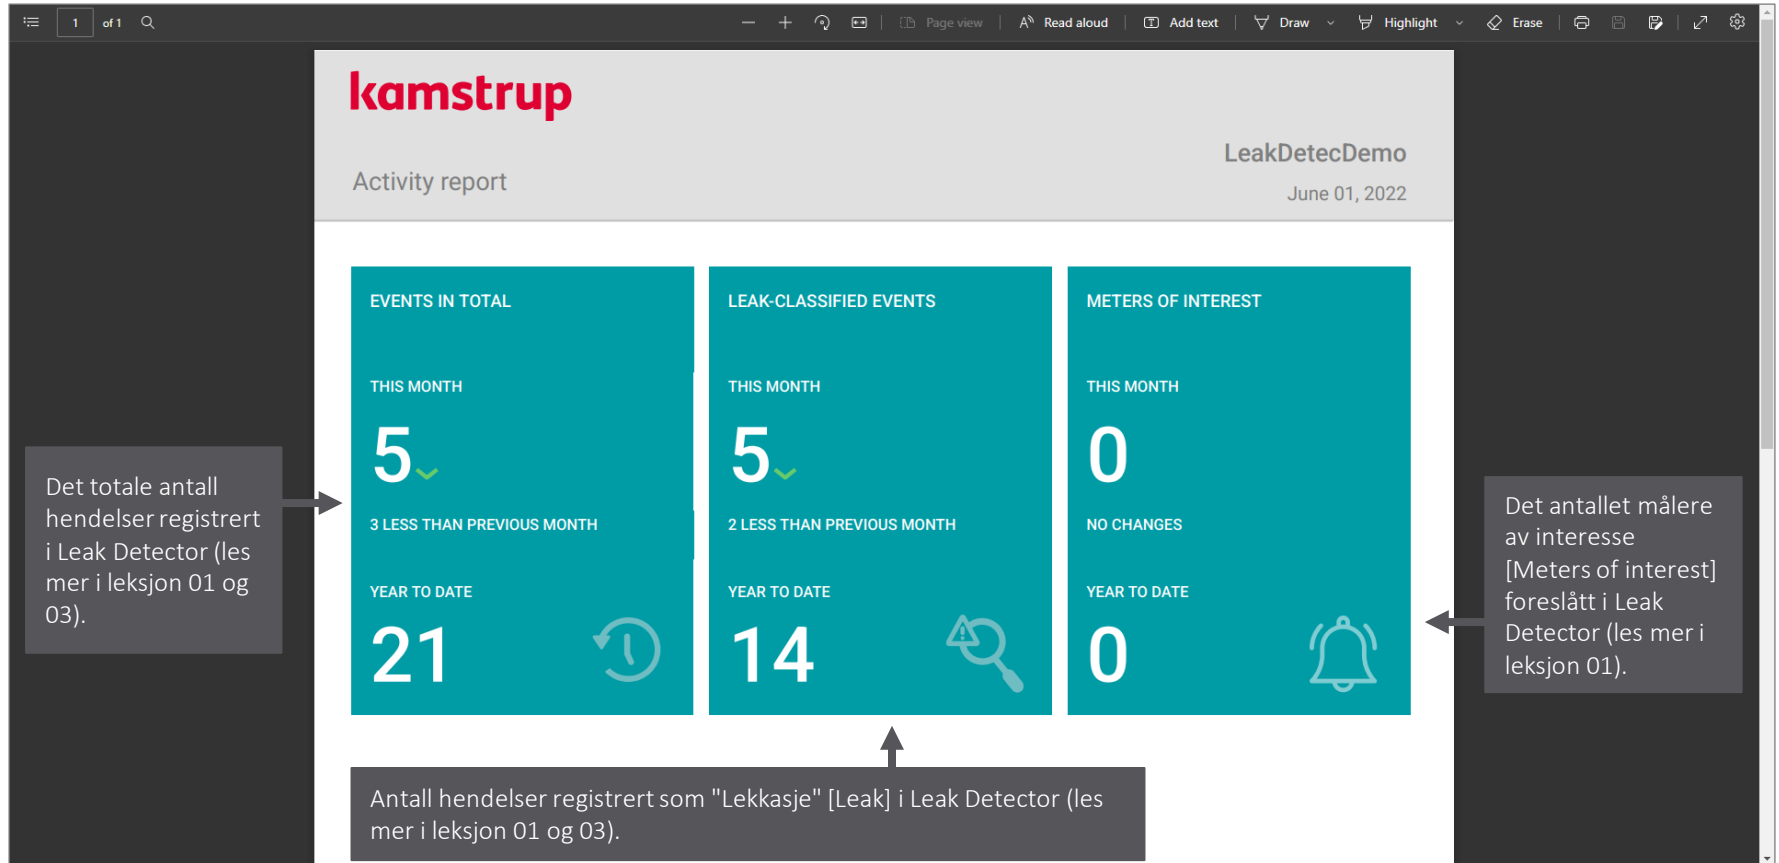 1 of 1 Page view Read aloud Add text Draw Highlight Erase
kamstrup
LeakDetecDemo
Activity report
June 01, 2022
EVENTS IN TOTAL
THIS MONTH
5
3 LESS THAN PREVIOUS MONTH
YEAR TO DATE
21
LEAK-CLASSIFIED EVENTS
THIS MONTH
5
2 LESS THAN PREVIOUS MONTH
YEAR TO DATE
14
METERS OF INTEREST
THIS MONTH
0
NO CHANGES
YEAR TO DATE
0
Det totale antall
hendelser registrert
i Leak Detector (les
mer i leksjon 01 og
03).
Det antallet målere
av interesse
[Meters of interest]
foreslått i Leak
Detector (les mer i
leksjon 01).
Antall hendelser registrert som "Lekkasje" [Leak] i Leak Detector (les
mer i leksjon 01 og 03).